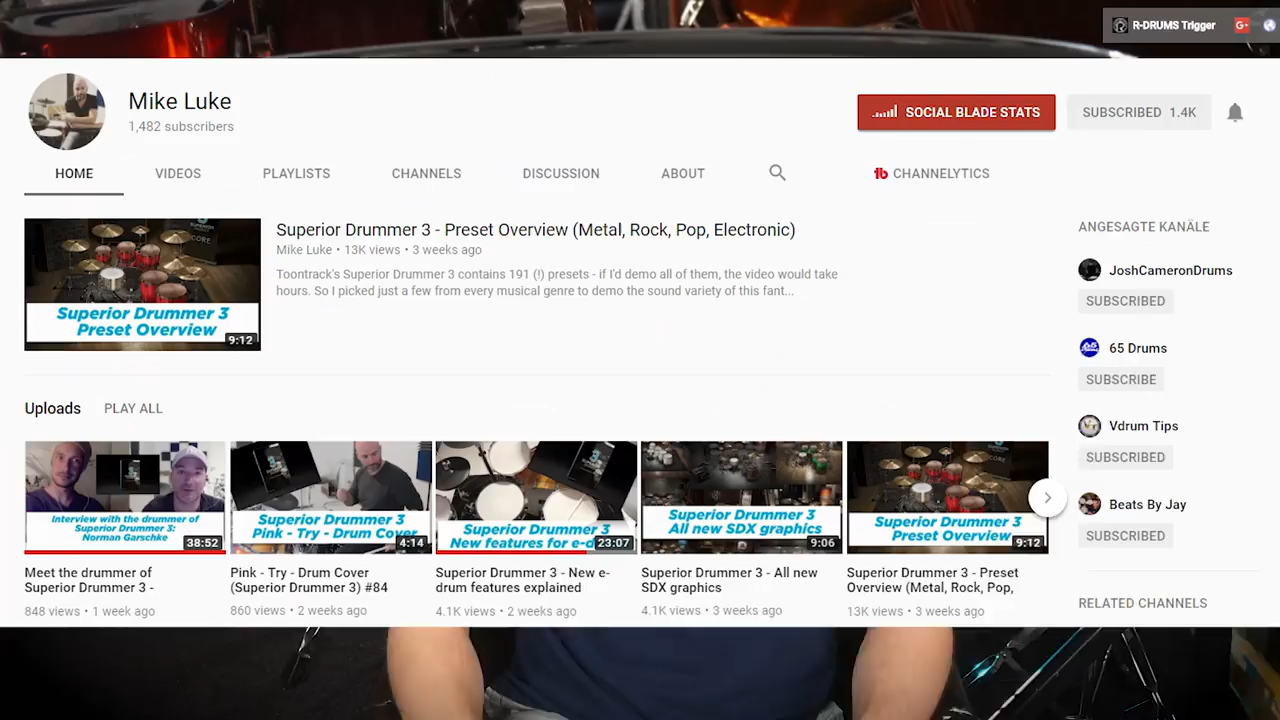 R-DRUMS Trigger
G+
Mike Luke
1,482 subscribers
SOCIAL BLADE STATS
SUBSCRIBED 1.4K
HOME
VIDEOS
PLAYLISTS
CHANNELS
DISCUSSION
ABOUT
CHANNELYTICS
Superior Drummer 3
Preset Overview
9:12
Superior Drummer 3 - Preset Overview (Metal, Rock, Pop, Electronic)
Mike Luke • 13K views • 3 weeks ago
Toontrack's Superior Drummer 3 contains 191 (!) presets - if I'd demo all of them, the video would take
hours. So I picked just a few from every musical genre to demo the sound variety of this fant...
ANGESAGTE KANÄLE
JoshCameronDrums
SUBSCRIBED
65 Drums
SUBSCRIBE
Vdrum Tips
SUBSCRIBED
Beats By Jay
SUBSCRIBED
RELATED CHANNELS
Uploads
PLAY ALL
Interview with the drummer of
Superior Drummer 3:
Norman Garschke
38:52
Meet the drummer of
Superior Drummer 3 -
848 views • 1 week ago
Superior Drummer 3
Pink - Try - Drum Cover
4:14
Pink - Try - Drum Cover
(Superior Drummer 3) #84
860 views • 2 weeks ago
Superior Drummer 3
New features for e-d
23:07
Superior Drummer 3 - New e-
drum features explained
4.1K views • 2 weeks ago
Superior Drummer 3
All new SDX graphics
9:06
Superior Drummer 3 - All new
SDX graphics
4.1K views • 3 weeks ago
Superior Drummer 3
Preset Overview
9:12
Superior Drummer 3 - Preset
Overview (Metal, Rock, Pop,
13K views • 3 weeks ago